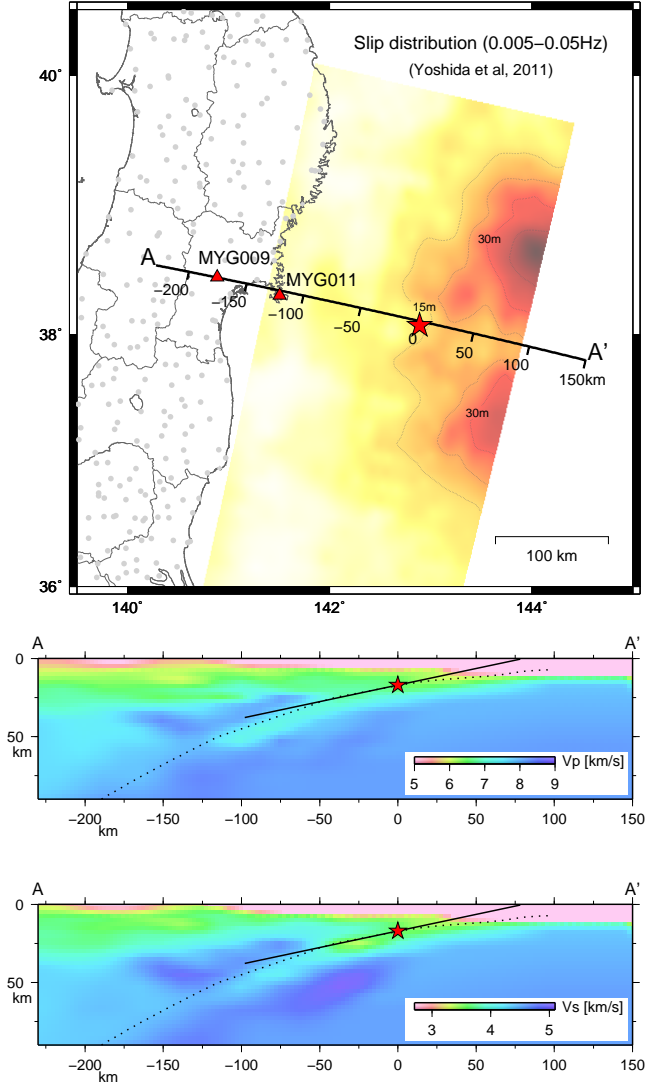 Slip distribution (0.005−0.05Hz)
(Yoshida et al, 2011)
40˚
38˚
36˚
A
MYG009
MYG011
−200
−150
−100
−50
0
50
100
150km
A’
15m
30m
30m
100 km
140˚
142˚
144˚
A
A’
0
50
km
Vp [km/s]
5
6
7
8
9
−200
−150
−100
−50
0
50
100
150
km
A
A’
0
50
km
Vs [km/s]
3
4
5
−200
−150
−100
−50
0
50
100
150
km